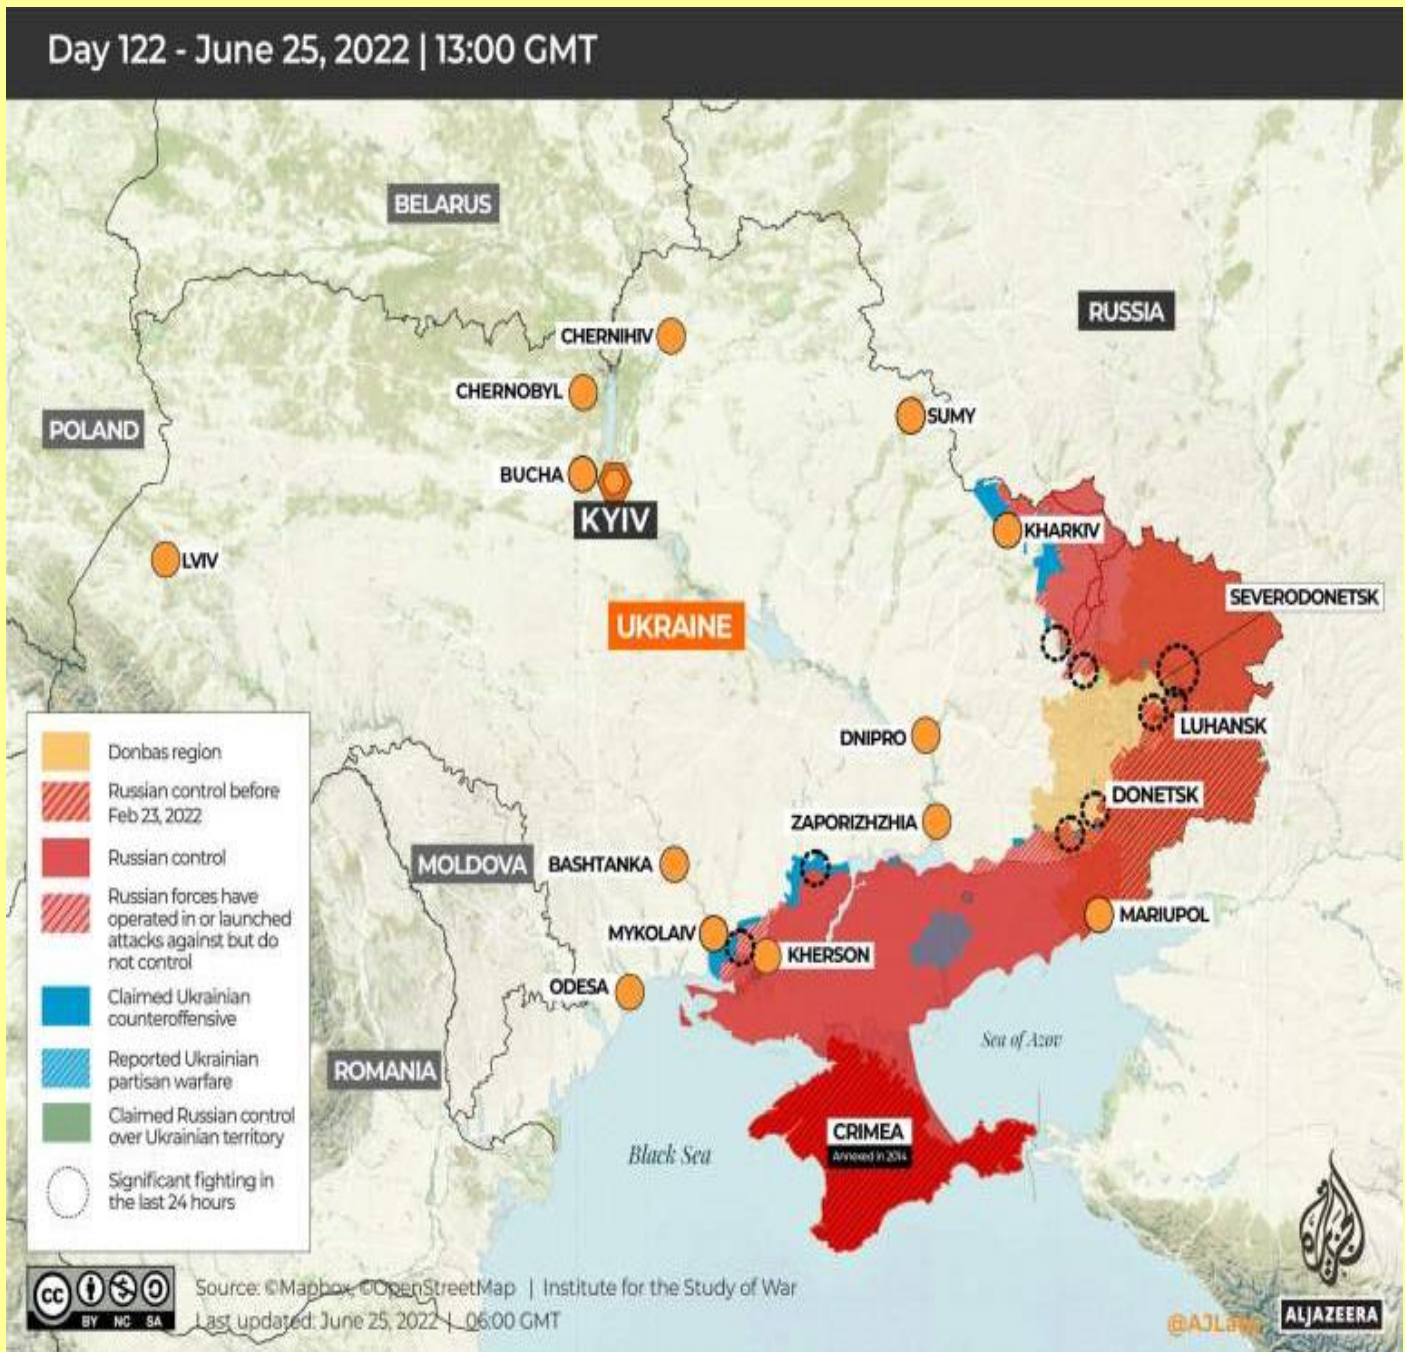 Day 122 - June 25, 2022 | 13:00 GMT
BELARUS
RUSSIA
CHERNIHIV
CHERNOBYL
SUMY
POLAND
BUCHA
KYIV
KHARKIV
LVIV
SEVERODONETSK
UKRAINE
LUHANSK
DNIPRO
DONETSK
ZAPORIZHZHIA
MOLDOVA
BASHTANKA
MARIUPOL
MYKOLAIV
KHERSON
ODESA
Sea of Azov
ROMANIA
CRIMEA
Annexed in 2014
Black Sea
Donbas region
Russian control before
Feb 23, 2022
Russian control
Russian forces have
operated in or launched
attacks against but do
not control
Claimed Ukrainian
counteroffensive
Reported Ukrainian
partisan warfare
Claimed Russian control
over Ukrainian territory
Significant fighting in
the last 24 hours
cc
BY NC SA
Source: ©Mapbox, ©OpenStreetMap | Institute for the Study of War
Last updated: June 25, 2022 | 06:00 GMT
ALJAZEERA